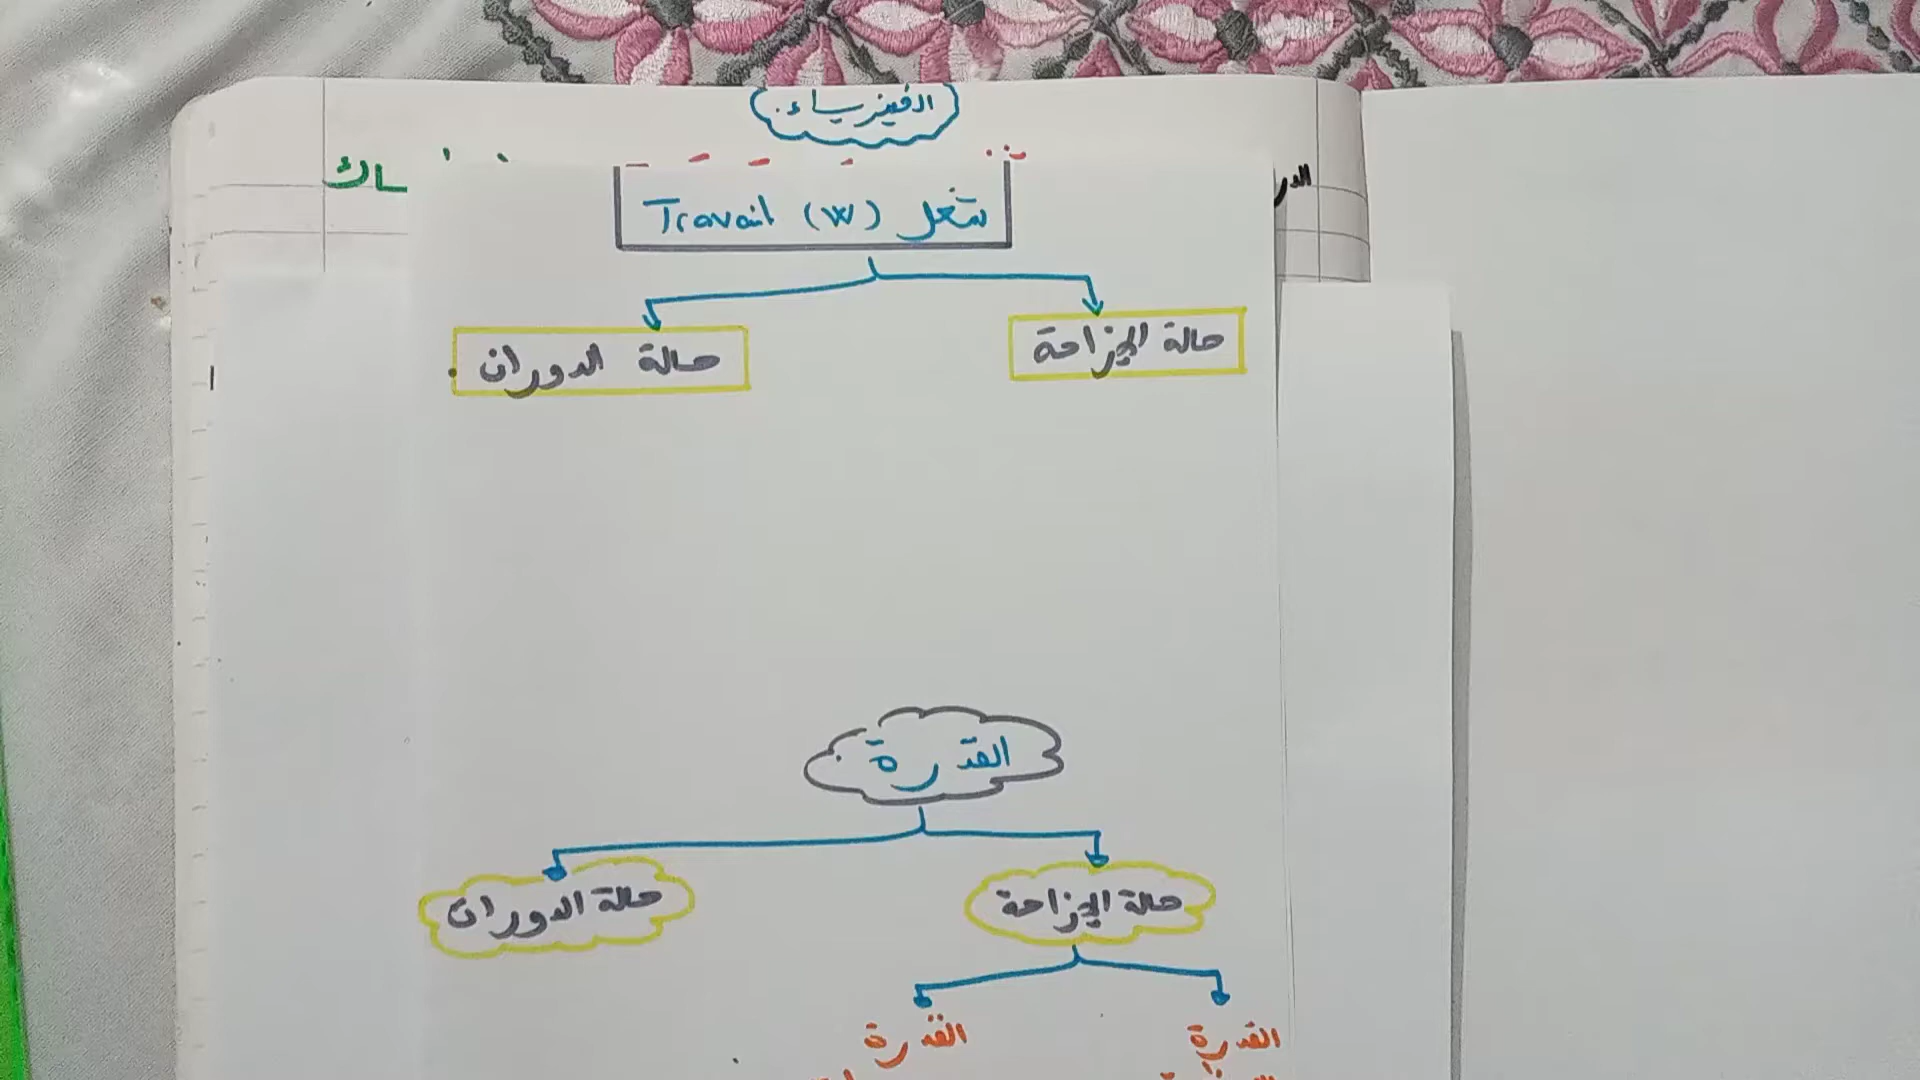 الفيزياء.
شغل (W) Travail
حالة الإزاحة
حالة الدوران.
القدرة
حالة الإزاحة
حالة الدوران
القدرة
القدرة